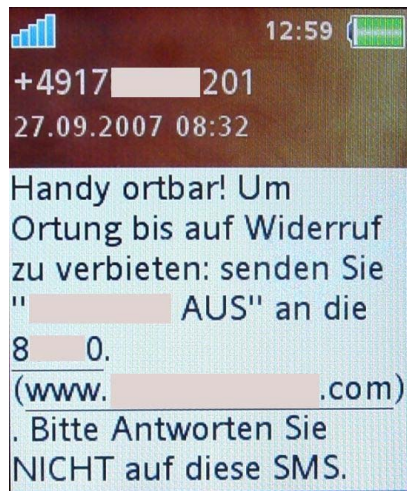 12:59
+4917 201
27.09.2007 08:32
Handy ortbar! Um
Ortung bis auf Widerruf
zu verbieten: senden Sie
" AUS" an die
8 0.
(www. .com)
. Bitte Antworten Sie
NICHT auf diese SMS.